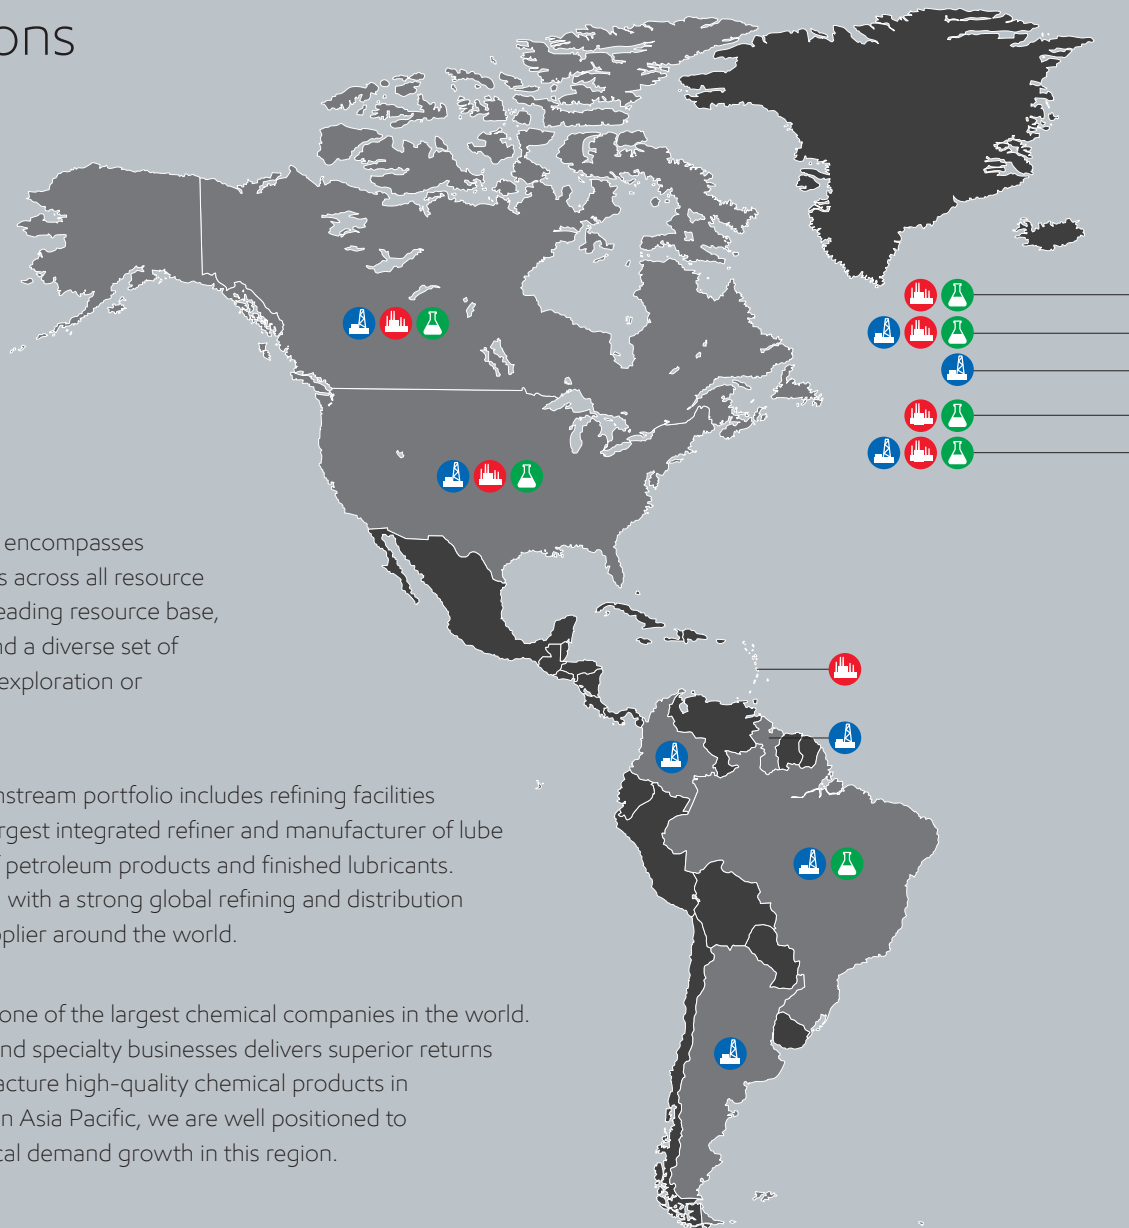 ons
encompasses
s across all resource
eading resource base,
nd a diverse set of
exploration or
nstream portfolio includes refining facilities
rgest integrated refiner and manufacturer of lube
f petroleum products and finished lubricants.
with a strong global refining and distribution
plier around the world.
one of the largest chemical companies in the world.
nd specialty businesses delivers superior returns
acture high-quality chemical products in
n Asia Pacific, we are well positioned to
cal demand growth in this region.